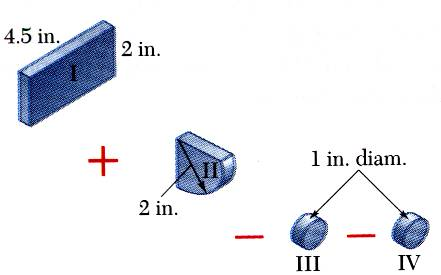 4.5 in.
2 in.
I
+
II
2 in.
1 in. diam.
− −
III
IV